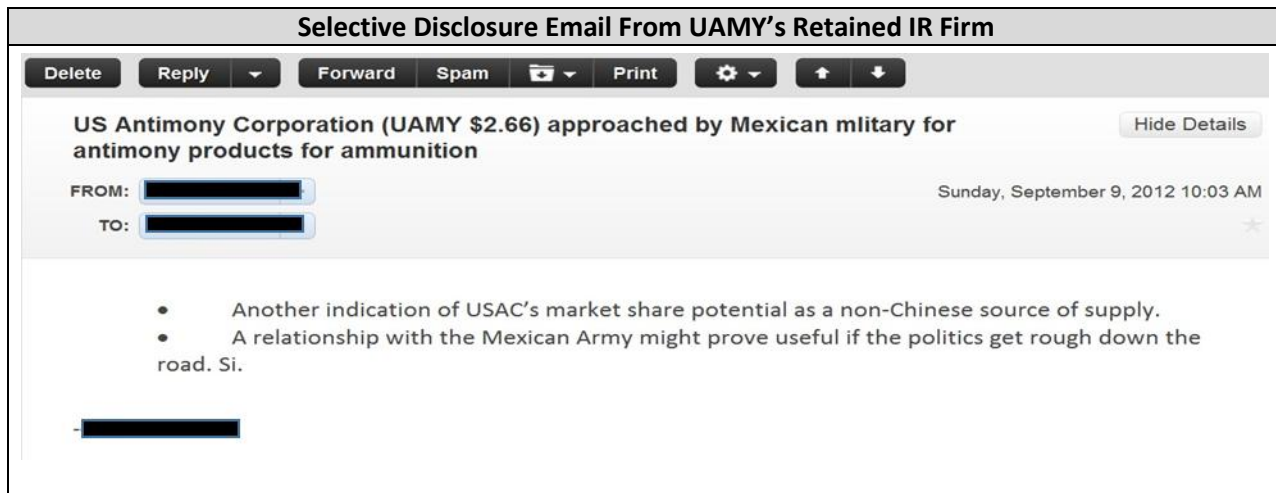 Selective Disclosure Email From UAMY’s Retained IR Firm
Delete Reply Forward Spam Print
US Antimony Corporation (UAMY $2.66) approached by Mexican mlitary for
antimony products for ammunition
Hide Details
FROM:
Sunday, September 9, 2012 10:03 AM
TO:
• Another indication of USAC’s market share potential as a non-Chinese source of supply.
• A relationship with the Mexican Army might prove useful if the politics get rough down the
road. Si.
-